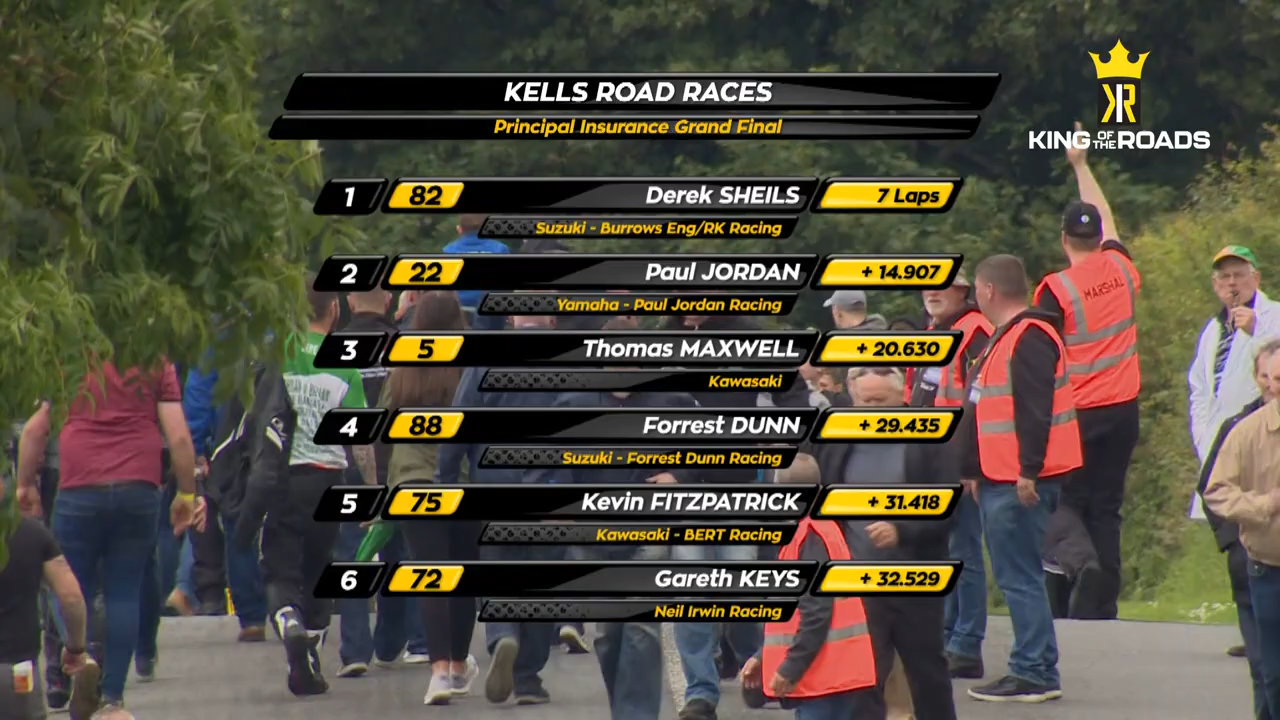 KELLS ROAD RACES
Principal Insurance Grand Final
KR
KING OF THE ROADS
1 82 Derek SHEILS 7 Laps
Suzuki - Burrows Eng/RK Racing
2 22 Paul JORDAN + 14.907
Yamaha - Paul Jordan Racing
3 5 Thomas MAXWELL + 20.630
Kawasaki
4 88 Forrest DUNN + 29.435
Suzuki - Forrest Dunn Racing
5 75 Kevin FITZPATRICK + 31.418
Kawasaki - BERT Racing
6 72 Gareth KEYS + 32.529
Neil Irwin Racing
MARSHAL